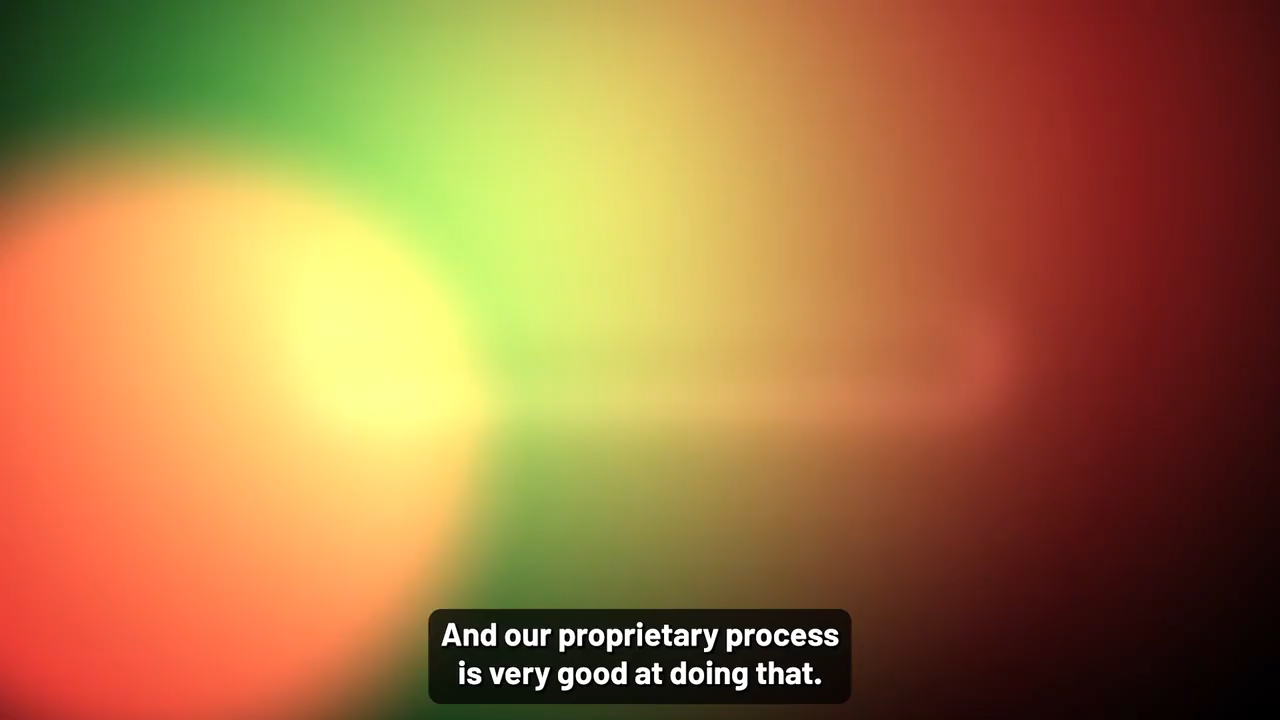 And our proprietary process
is very good at doing that.